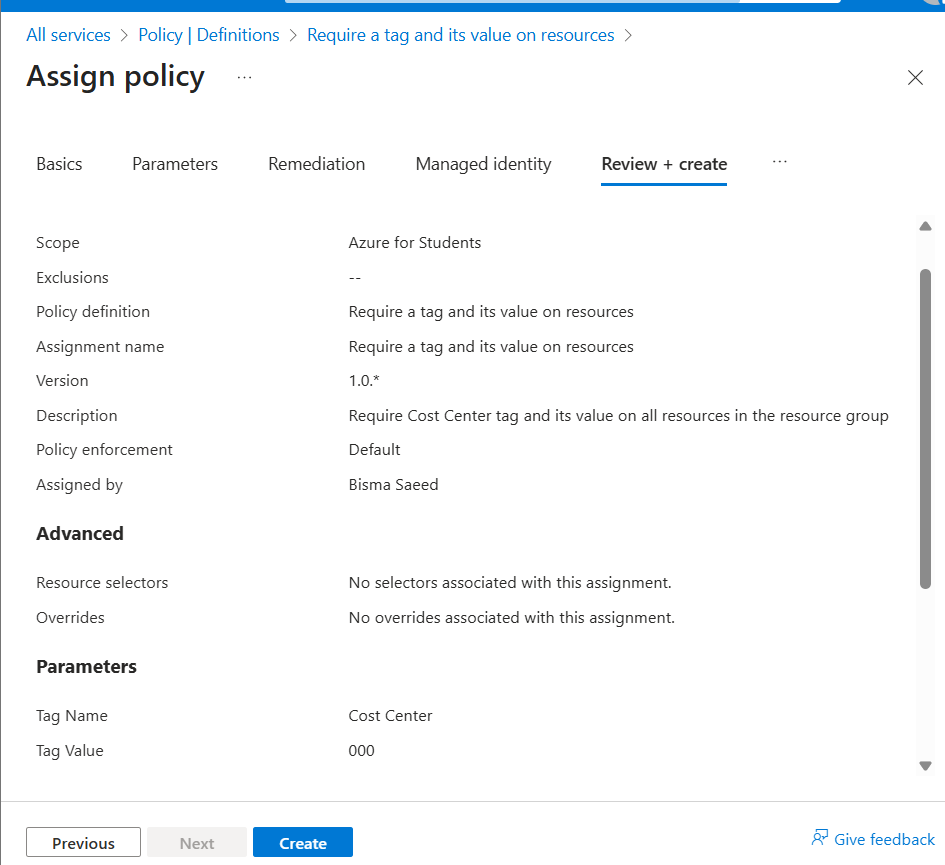 All services > Policy | Definitions > Require a tag and its value on resources >
Assign policy ...
Basics Parameters Remediation Managed identity Review + create ...
Scope Azure for Students
Exclusions --
Policy definition Require a tag and its value on resources
Assignment name Require a tag and its value on resources
Version 1.0.*
Description Require Cost Center tag and its value on all resources in the resource group
Policy enforcement Default
Assigned by Bisma Saeed
Advanced
Resource selectors No selectors associated with this assignment.
Overrides No overrides associated with this assignment.
Parameters
Tag Name Cost Center
Tag Value 000
Previous Next Create Give feedback